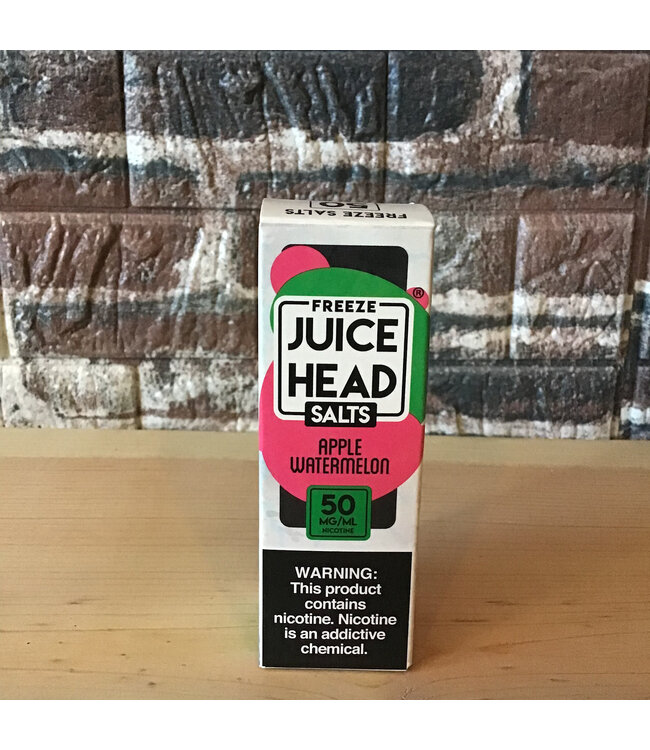 FREEZE SALTS
50
FREEZE
JUICE
HEAD
SALTS
®
APPLE
WATERMELON
50
MG/ML
NICOTINE
WARNING:
This product
contains
nicotine. Nicotine
is an addictive
chemical.